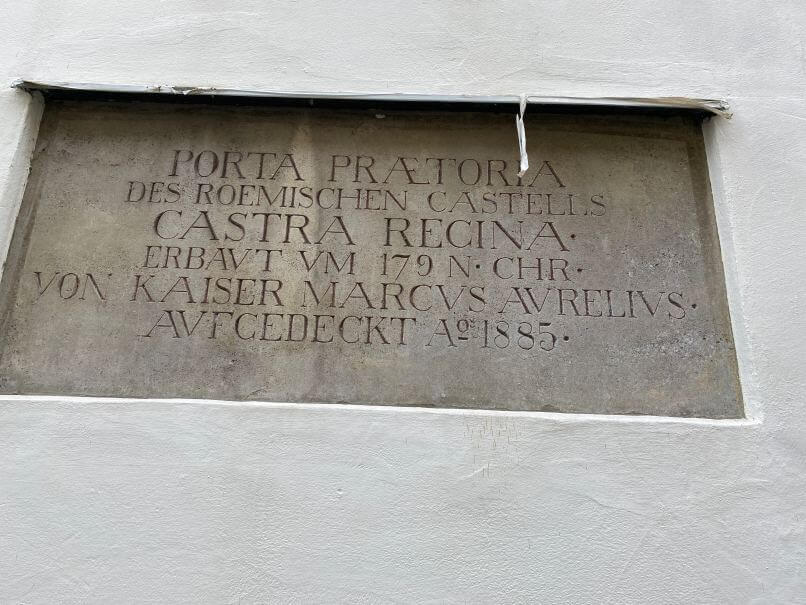 PORTA PRÆTORIA
DES ROEMISCHEN CASTELLS
CASTRA REGINA·
ERBAVT VM 179 N· CHR·
VON KAISER MARCVS AVRELIVS·
AVFGEDECKT Aº· 1885·